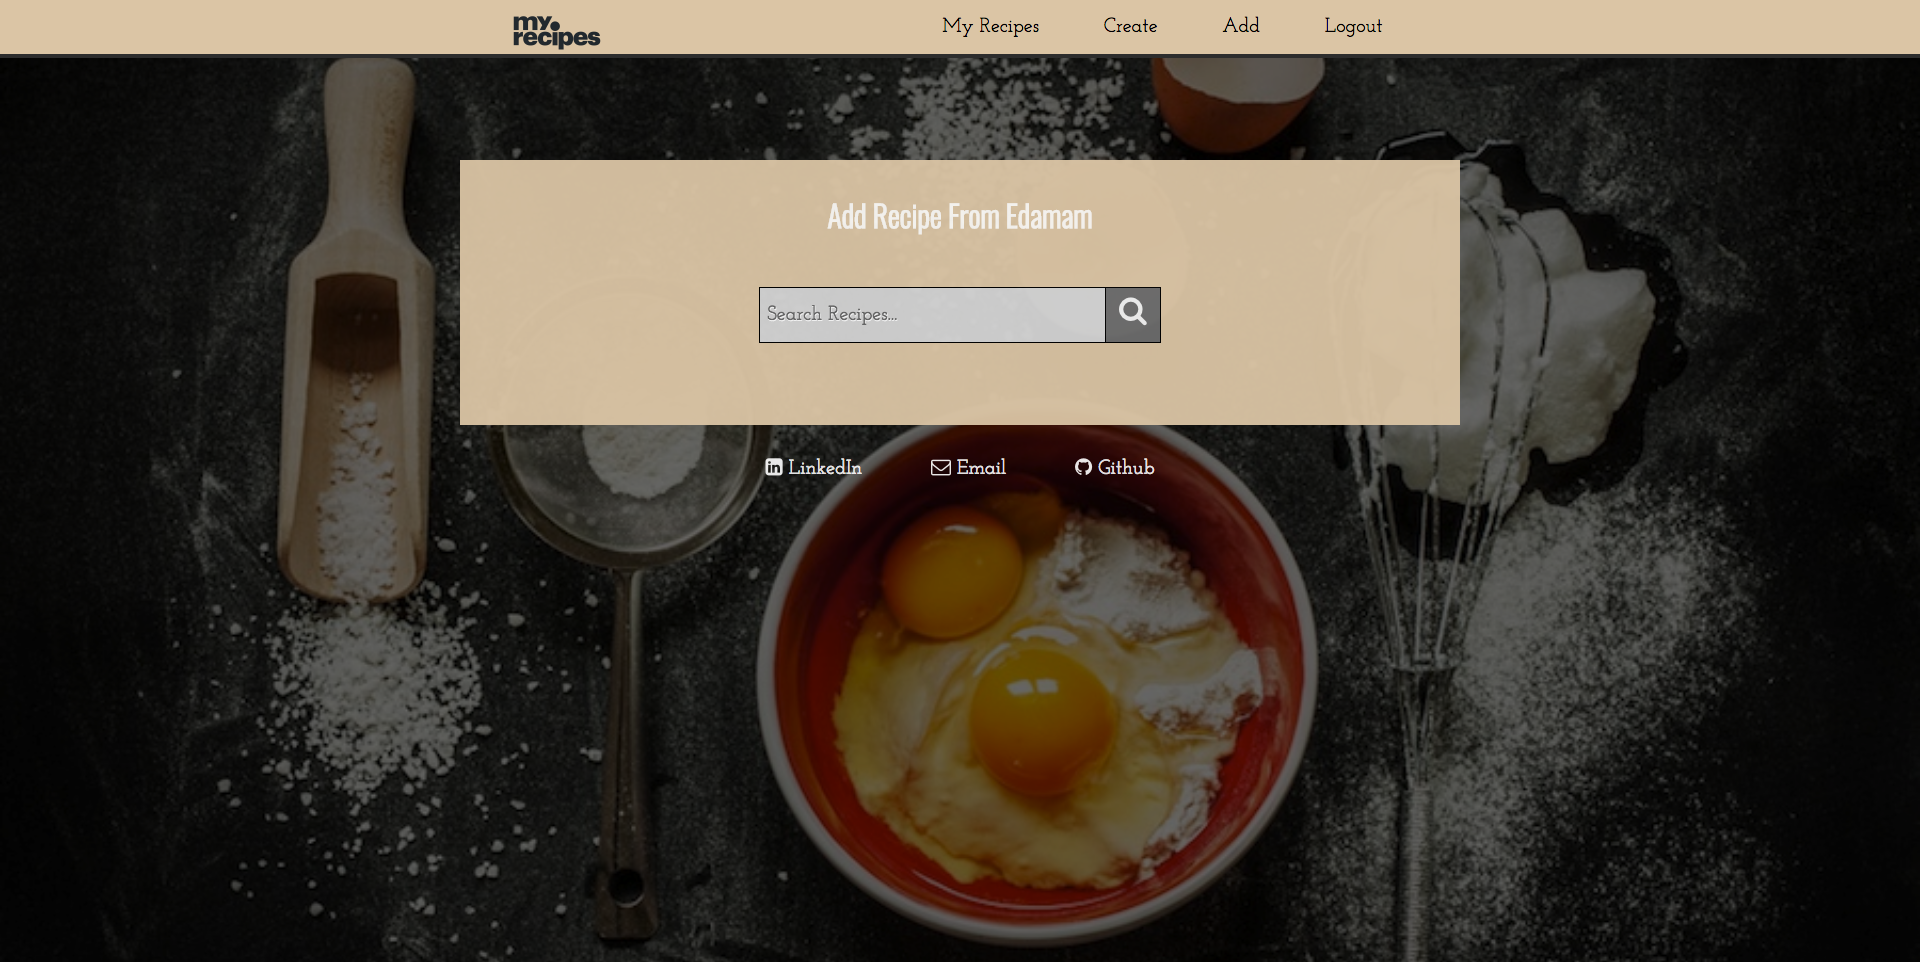 my.
recipes
My Recipes Create Add Logout
Add Recipe From Edamam
Search Recipes...
LinkedIn Email Github